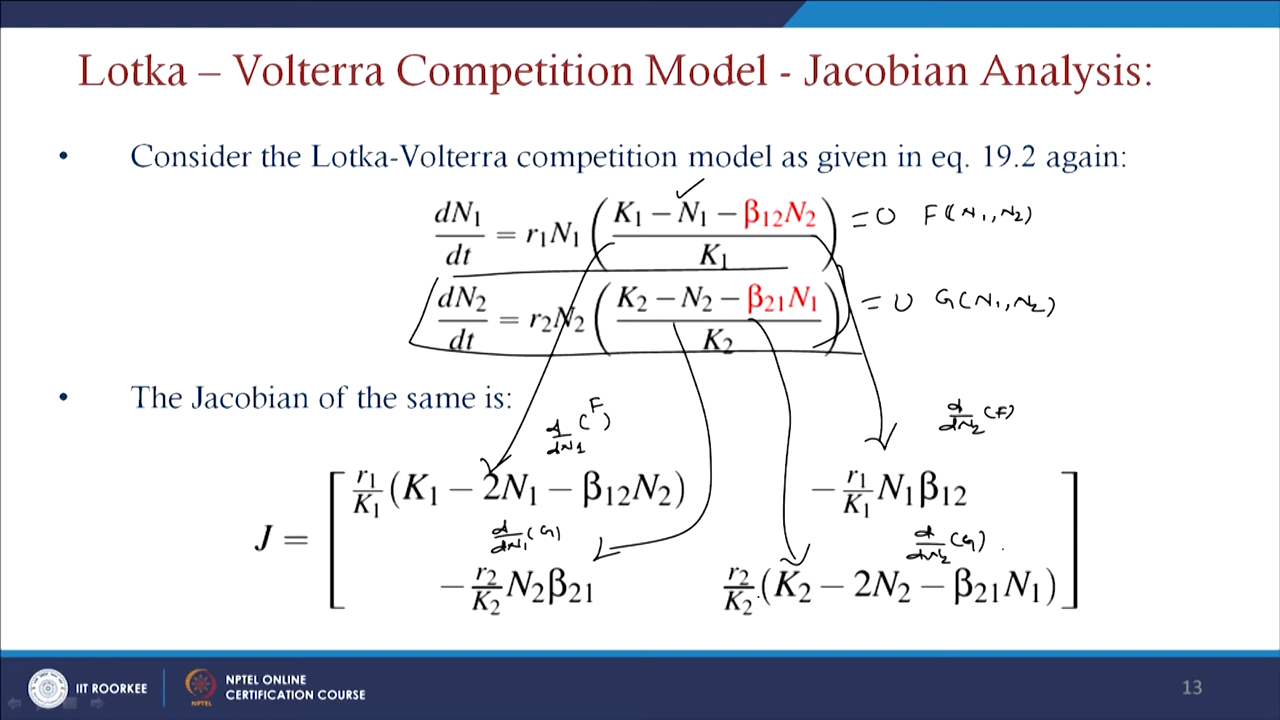 Lotka – Volterra Competition Model - Jacobian Analysis:
• Consider the Lotka-Volterra competition model as given in eq. 19.2 again:
dN₁/dt = r₁N₁ ((K₁ − N₁ − β₁₂N₂)/K₁) = 0 F(N₁, N₂)
dN₂/dt = r₂N₂ ((K₂ − N₂ − β₂₁N₁)/K₂) = 0 G(N₁, N₂)
• The Jacobian of the same is:
d/dN₁ (F) d/dN₂ (F)
J = [ r₁/K₁ (K₁ − 2N₁ − β₁₂N₂) − r₁/K₁ N₁β₁₂
d/dN₁ (G) d/dN₂ (G)
− r₂/K₂ N₂β₂₁ r₂/K₂ (K₂ − 2N₂ − β₂₁N₁) ]
IIT ROORKEE
NPTEL
NPTEL ONLINE
CERTIFICATION COURSE
13